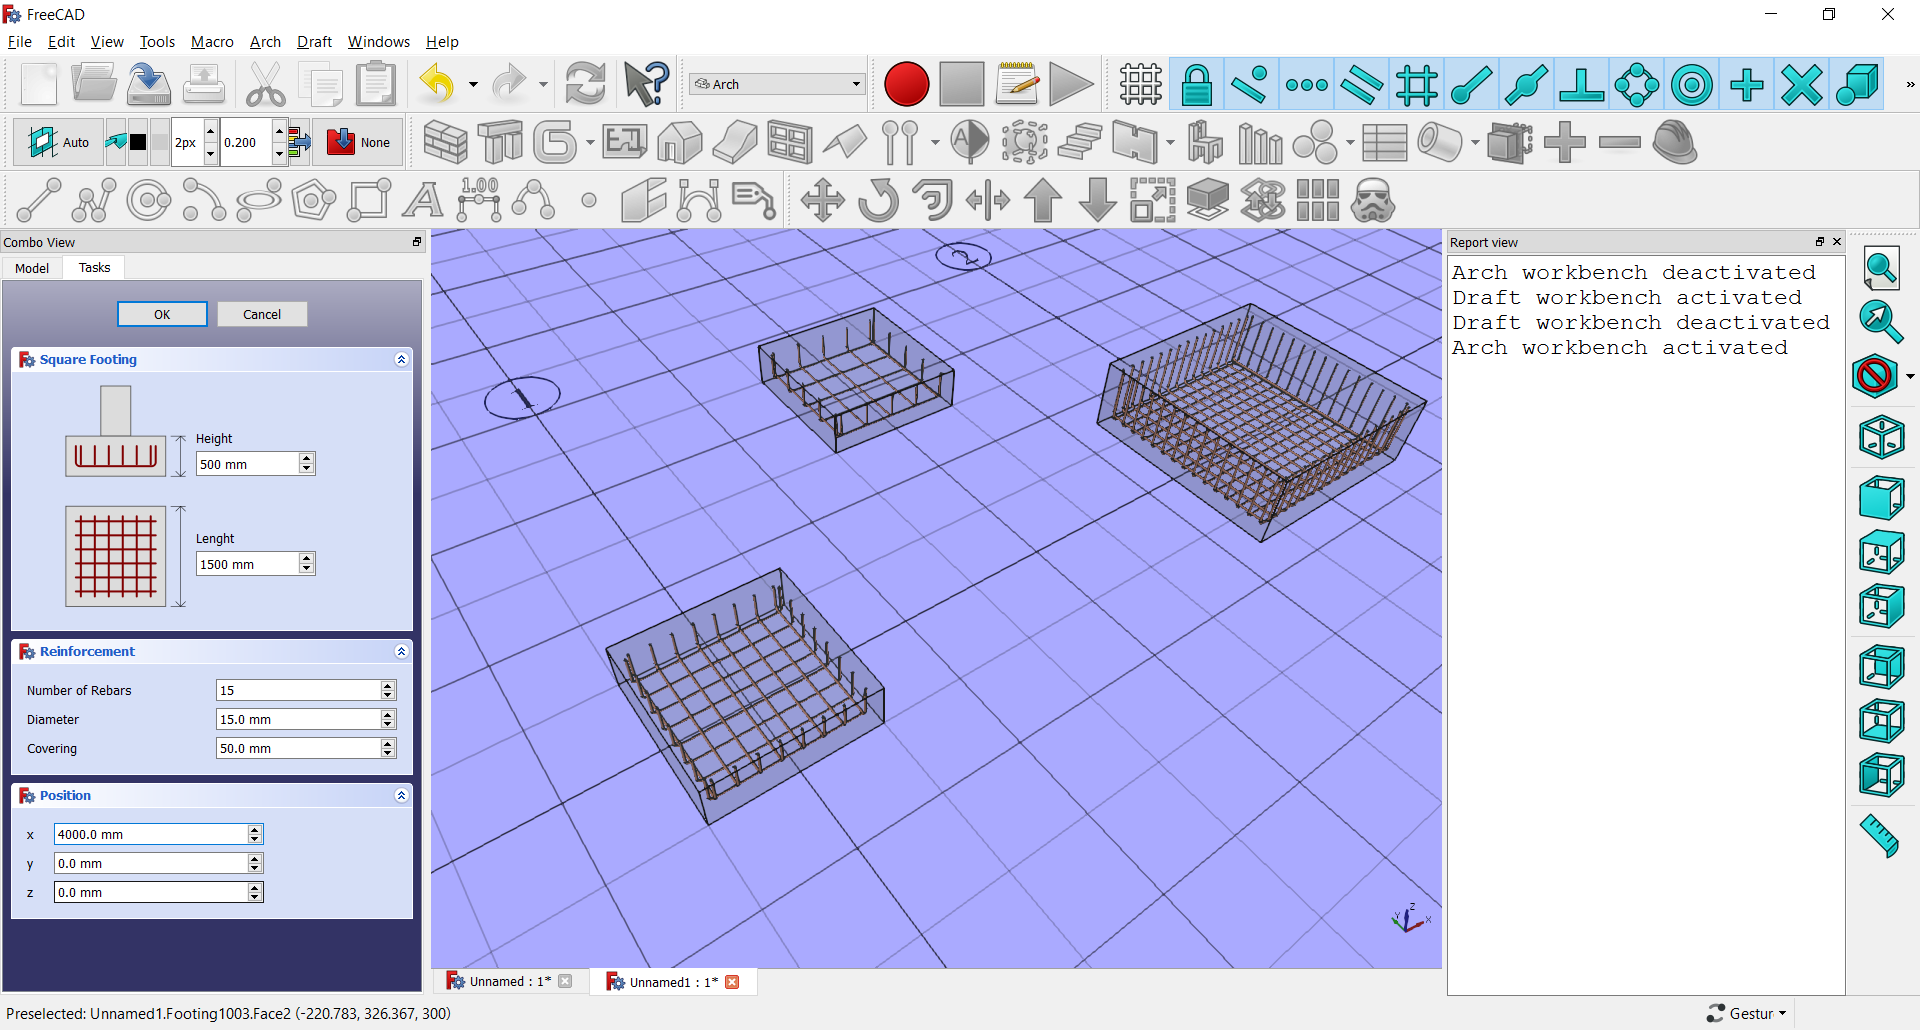 FreeCAD
File Edit View Tools Macro Arch Draft Windows Help
Arch
Auto 2px 0.200 None
A
A 1.00
Combo View
Model Tasks
OK Cancel
Square Footing
Height
500 mm
Lenght
1500 mm
Reinforcement
Number of Rebars 15
Diameter 15.0 mm
Covering 50.0 mm
Position
x 4000.0 mm
y 0.0 mm
z 0.0 mm
1
2
Z
Y X
Unnamed : 1* Unnamed1 : 1*
Report view
Arch workbench deactivated
Draft workbench activated
Draft workbench deactivated
Arch workbench activated
Preselected: Unnamed1.Footing1003.Face2 (-220.783, 326.367, 300)
Gestur